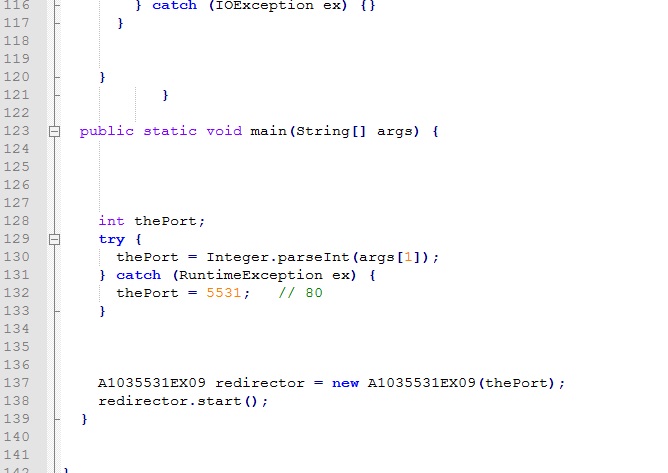 116 } catch (IOException ex) {}
117 }
118
119
120 }
121 }
122
123 public static void main(String[] args) {
124
125
126
127
128 int thePort;
129 try {
130 thePort = Integer.parseInt(args[1]);
131 } catch (RuntimeException ex) {
132 thePort = 5531; // 80
133 }
134
135
136
137 A1035531EX09 redirector = new A1035531EX09(thePort);
138 redirector.start();
139 }
140
141
142 }